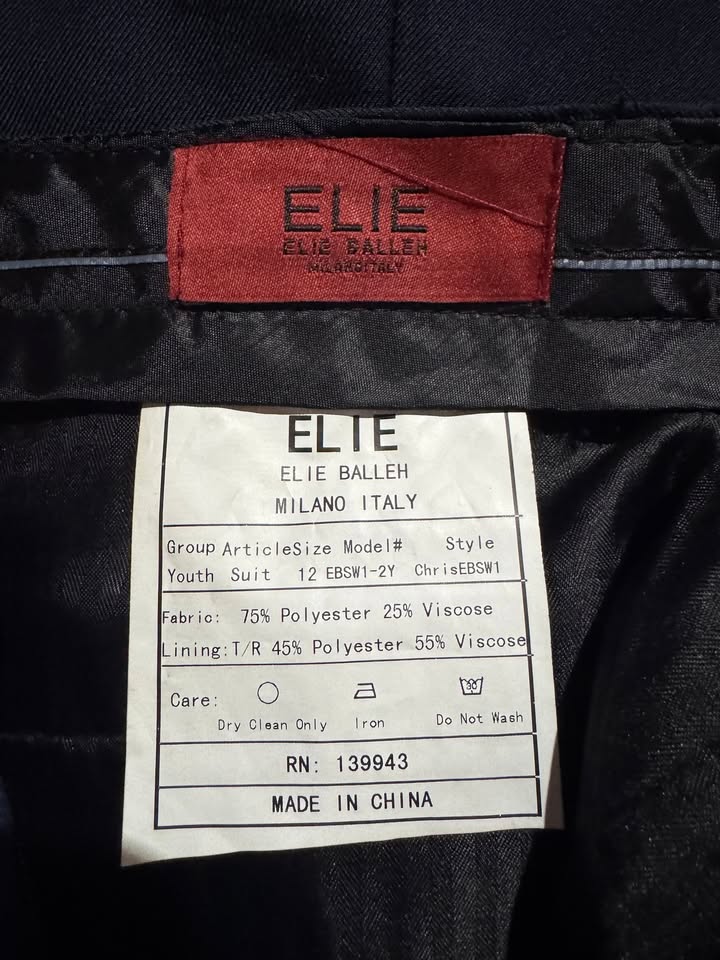 ELIE
ELIE BALLEH
MILANO ITALY
ELIE
ELIE BALLEH
MILANO ITALY
Group ArticleSize Model# Style
Youth Suit 12 EBSW1-2Y ChrisEBSW1
Fabric: 75% Polyester 25% Viscose
Lining:T/R 45% Polyester 55% Viscose
Care:
Dry Clean Only Iron Do Not Wash
RN: 139943
MADE IN CHINA